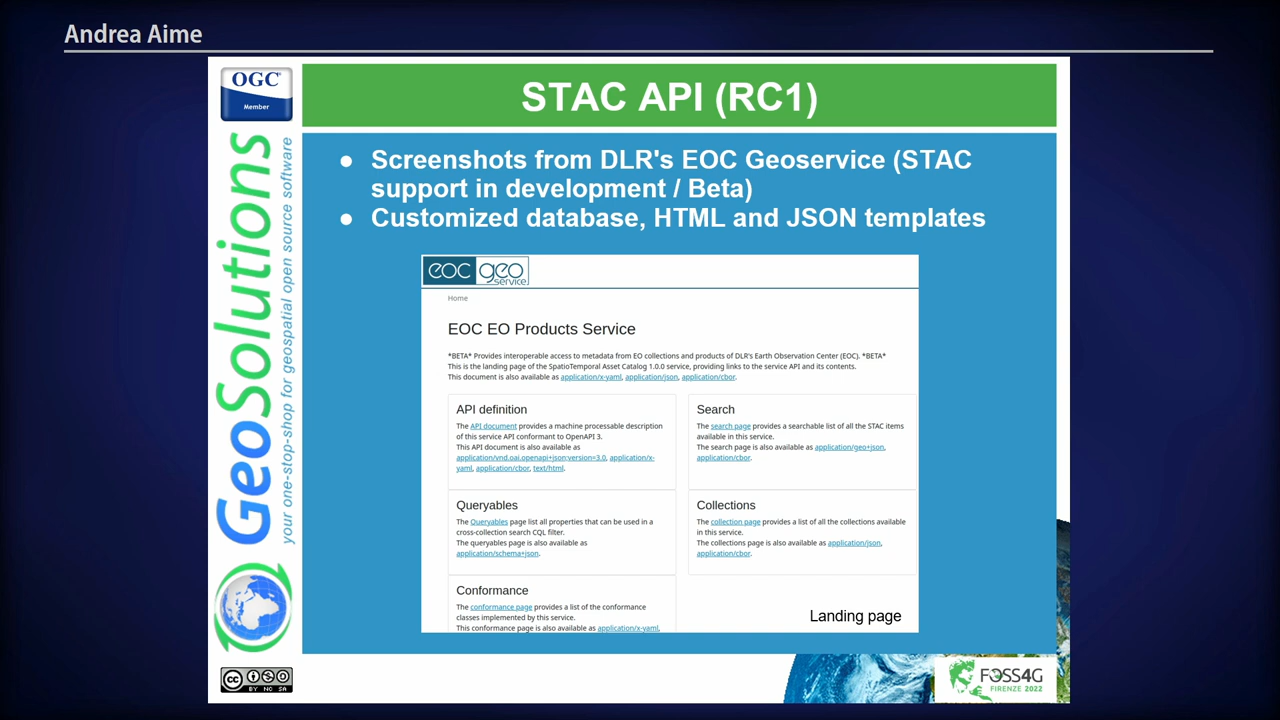 Andrea Aime
OGC
Member
STAC API (RC1)
GeoSolutions
your one-stop-shop for geospatial open source software
● Screenshots from DLR's EOC Geoservice (STAC
support in development / Beta)
● Customized database, HTML and JSON templates
eoc geo
service
Home
EOC EO Products Service
*BETA* Provides interoperable access to metadata from EO collections and products of DLR's Earth Observation Center (EOC). *BETA*
This is the landing page of the SpatioTemporal Asset Catalog 1.0.0 service, providing links to the service API and its contents.
This document is also available as application/x-yaml, application/json, application/cbor.
API definition
The API document provides a machine processable description
of this service API conformant to OpenAPI 3.
This API document is also available as
application/vnd.oai.openapi+json;version=3.0, application/x-
yaml, application/cbor, text/html.
Search
The search page provides a searchable list of all the STAC items
available in this service.
The search page is also available as application/geo+json,
application/cbor.
Queryables
The Queryables page list all properties that can be used in a
cross-collection search CQL filter.
The queryables page is also available as
application/schema+json.
Collections
The collection page provides a list of all the collections available
in this service.
The collections page is also available as application/json,
application/cbor.
Conformance
The conformance page provides a list of the conformance
classes implemented by this service.
This conformance page is also available as application/x-yaml,
Landing page
cc
BY NC SA
FOSS4G
FIRENZE 2022